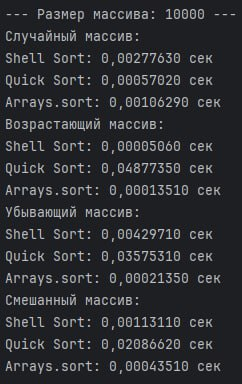 --- Размер массива: 10000 ---
Случайный массив:
Shell Sort: 0,00277630 сек
Quick Sort: 0,00057020 сек
Arrays.sort: 0,00106290 сек
Возрастающий массив:
Shell Sort: 0,00005060 сек
Quick Sort: 0,04877350 сек
Arrays.sort: 0,00013510 сек
Убывающий массив:
Shell Sort: 0,00429710 сек
Quick Sort: 0,03575310 сек
Arrays.sort: 0,00021350 сек
Смешанный массив:
Shell Sort: 0,00113110 сек
Quick Sort: 0,02086620 сек
Arrays.sort: 0,00043510 сек